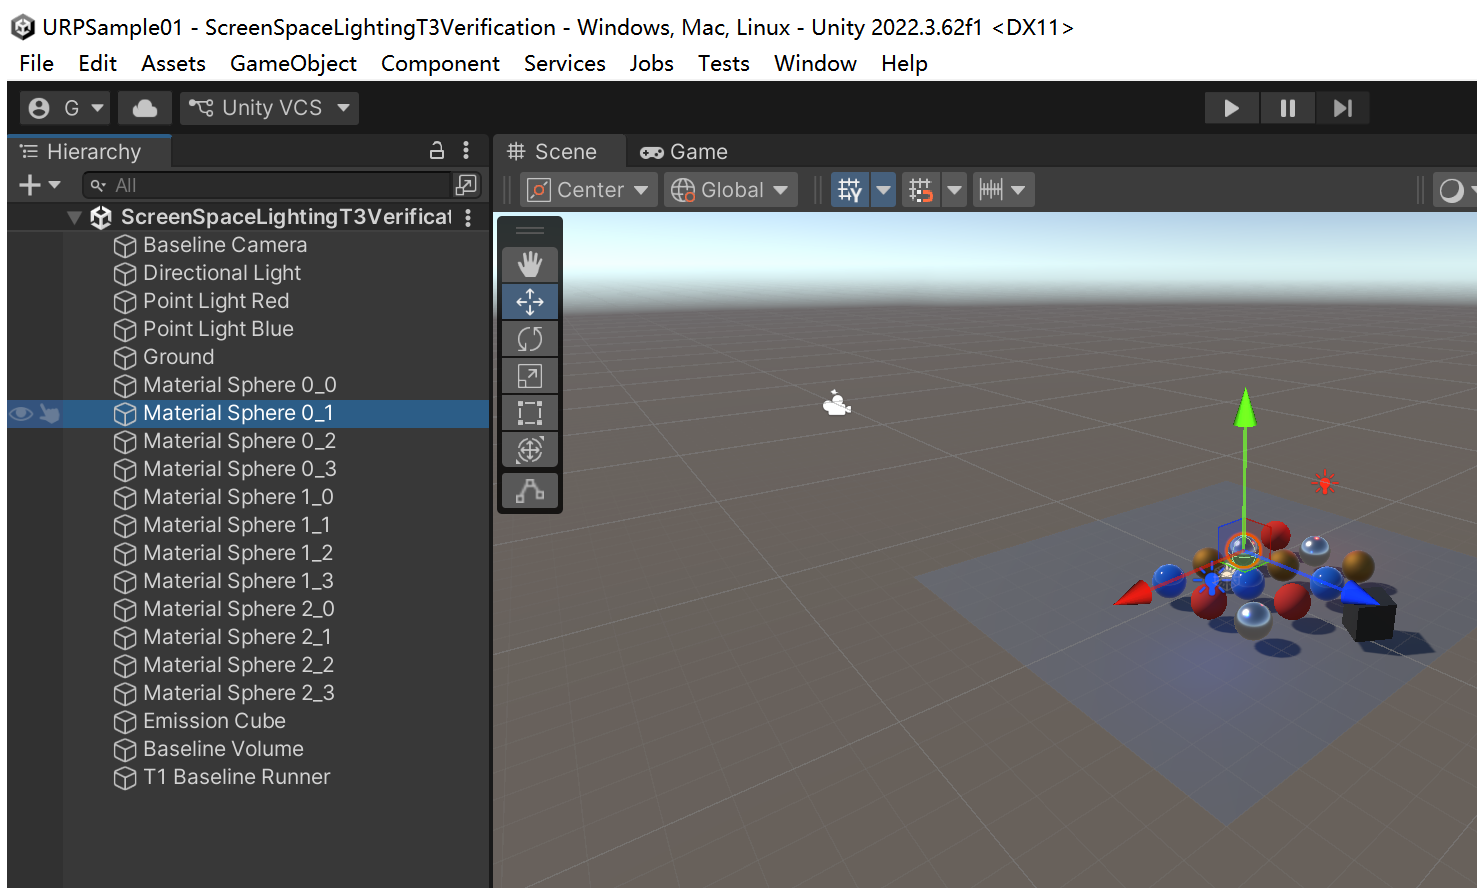 URPSample01 - ScreenSpaceLightingT3Verification - Windows, Mac, Linux - Unity 2022.3.62f1 <DX11>
File Edit Assets GameObject Component Services Jobs Tests Window Help
G Unity VCS
Hierarchy
Scene Game
All
Center Global
ScreenSpaceLightingT3Verificat
Baseline Camera
Directional Light
Point Light Red
Point Light Blue
Ground
Material Sphere 0_0
Material Sphere 0_1
Material Sphere 0_2
Material Sphere 0_3
Material Sphere 1_0
Material Sphere 1_1
Material Sphere 1_2
Material Sphere 1_3
Material Sphere 2_0
Material Sphere 2_1
Material Sphere 2_2
Material Sphere 2_3
Emission Cube
Baseline Volume
T1 Baseline Runner